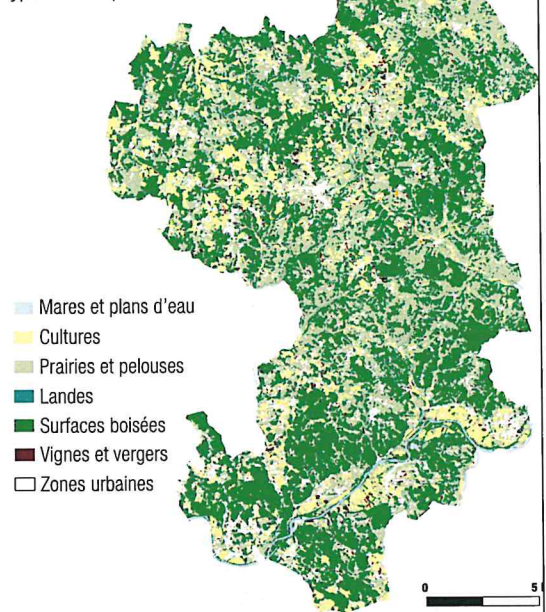 Mares et plans d'eau
Cultures
Prairies et pelouses
Landes
Surfaces boisées
Vignes et vergers
Zones urbaines
0 5